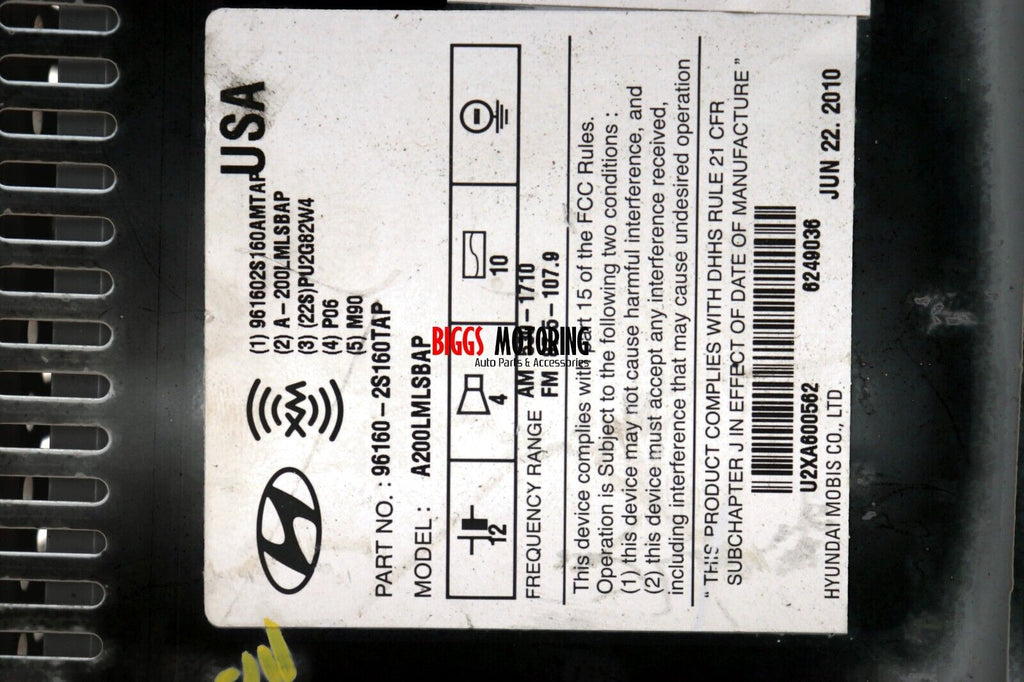 USA
(1) 961602S160AMTAP
(2) A-200LMLSBAP
(3) (22S)PU2G82W4
(4) P06
(5) M90
PART NO. : 96160-2S160TAP
MODEL : A200LMLSBAP
12 4 10
FREQUENCY RANGE AM -1710
FM -107.9
BIGGS MOTORING
Auto Parts & Accessories
This device complies with part 15 of the FCC Rules.
Operation is Subject to the following two conditions :
(1) this device may not cause harmful interference, and
(2) this device must accept any interference received,
including interference that may cause undesired operation
“ THIS PRODUCT COMPLIES WITH DHHS RULE 21 CFR
SUBCHAPTER J IN EFFECT OF DATE OF MANUFACTURE ”
U2XA600562 6249036
HYUNDAI MOBIS CO., LTD. JUN 22. 2010